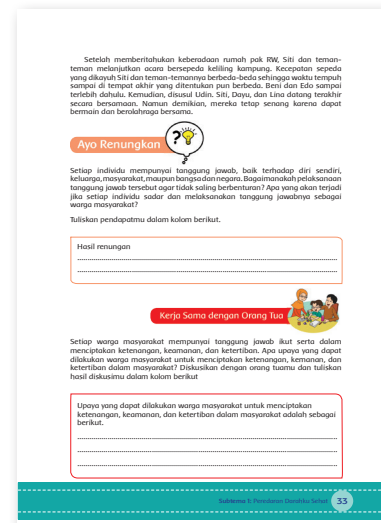 Setelah memberitahukan keberadaan rumah pak RW, Siti dan teman-
teman melanjutkan acara bersepeda keliling kampung. Kecepatan sepeda
yang dikayuh Siti dan teman-temannya berbeda-beda sehingga waktu tempuh
sampai di tempat akhir yang ditentukan pun berbeda. Beni dan Edo sampai
terlebih dahulu. Kemudian, disusul Udin. Siti, Dayu, dan Lina datang terakhir
secara bersamaan. Namun demikian, mereka tetap senang karena dapat
bermain dan berolahraga bersama.
Ayo Renungkan
Setiap individu mempunyai tanggung jawab, baik terhadap diri sendiri,
keluarga, masyarakat, maupun bangsa dan negara. Bagaimanakah pelaksanaan
tanggung jawab tersebut agar tidak saling berbenturan? Apa yang akan terjadi
jika setiap individu sadar dan melaksanakan tanggung jawabnya sebagai
warga masyarakat?
Tuliskan pendapatmu dalam kolom berikut.
Hasil renungan
Kerja Sama dengan Orang Tua
Setiap warga masyarakat mempunyai tanggung jawab ikut serta dalam
menciptakan ketenangan, keamanan, dan ketertiban. Apa upaya yang dapat
dilakukan warga masyarakat untuk menciptakan ketenangan, kemanan, dan
ketertiban dalam masyarakat? Diskusikan dengan orang tuamu dan tuliskan
hasil diskusimu dalam kolom berikut
Upaya yang dapat dilakukan warga masyarakat untuk menciptakan
ketenangan, keamanan, dan ketertiban dalam masyarakat adalah sebagai
berikut.
Subtema 1: Peredaran Darahku Sehat 33